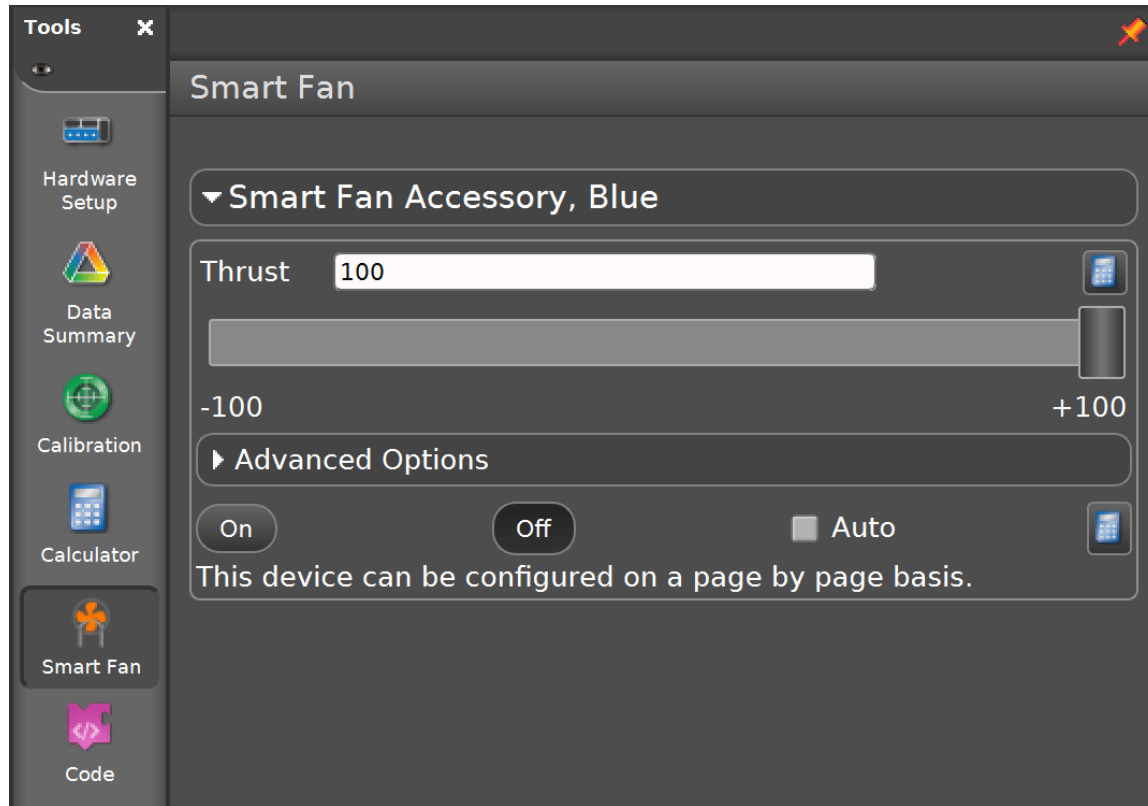 Tools
Hardware
Setup
Data
Summary
Calibration
Calculator
Smart Fan
Code
Smart Fan
Smart Fan Accessory, Blue
Thrust 100
-100 +100
Advanced Options
On Off Auto
This device can be configured on a page by page basis.